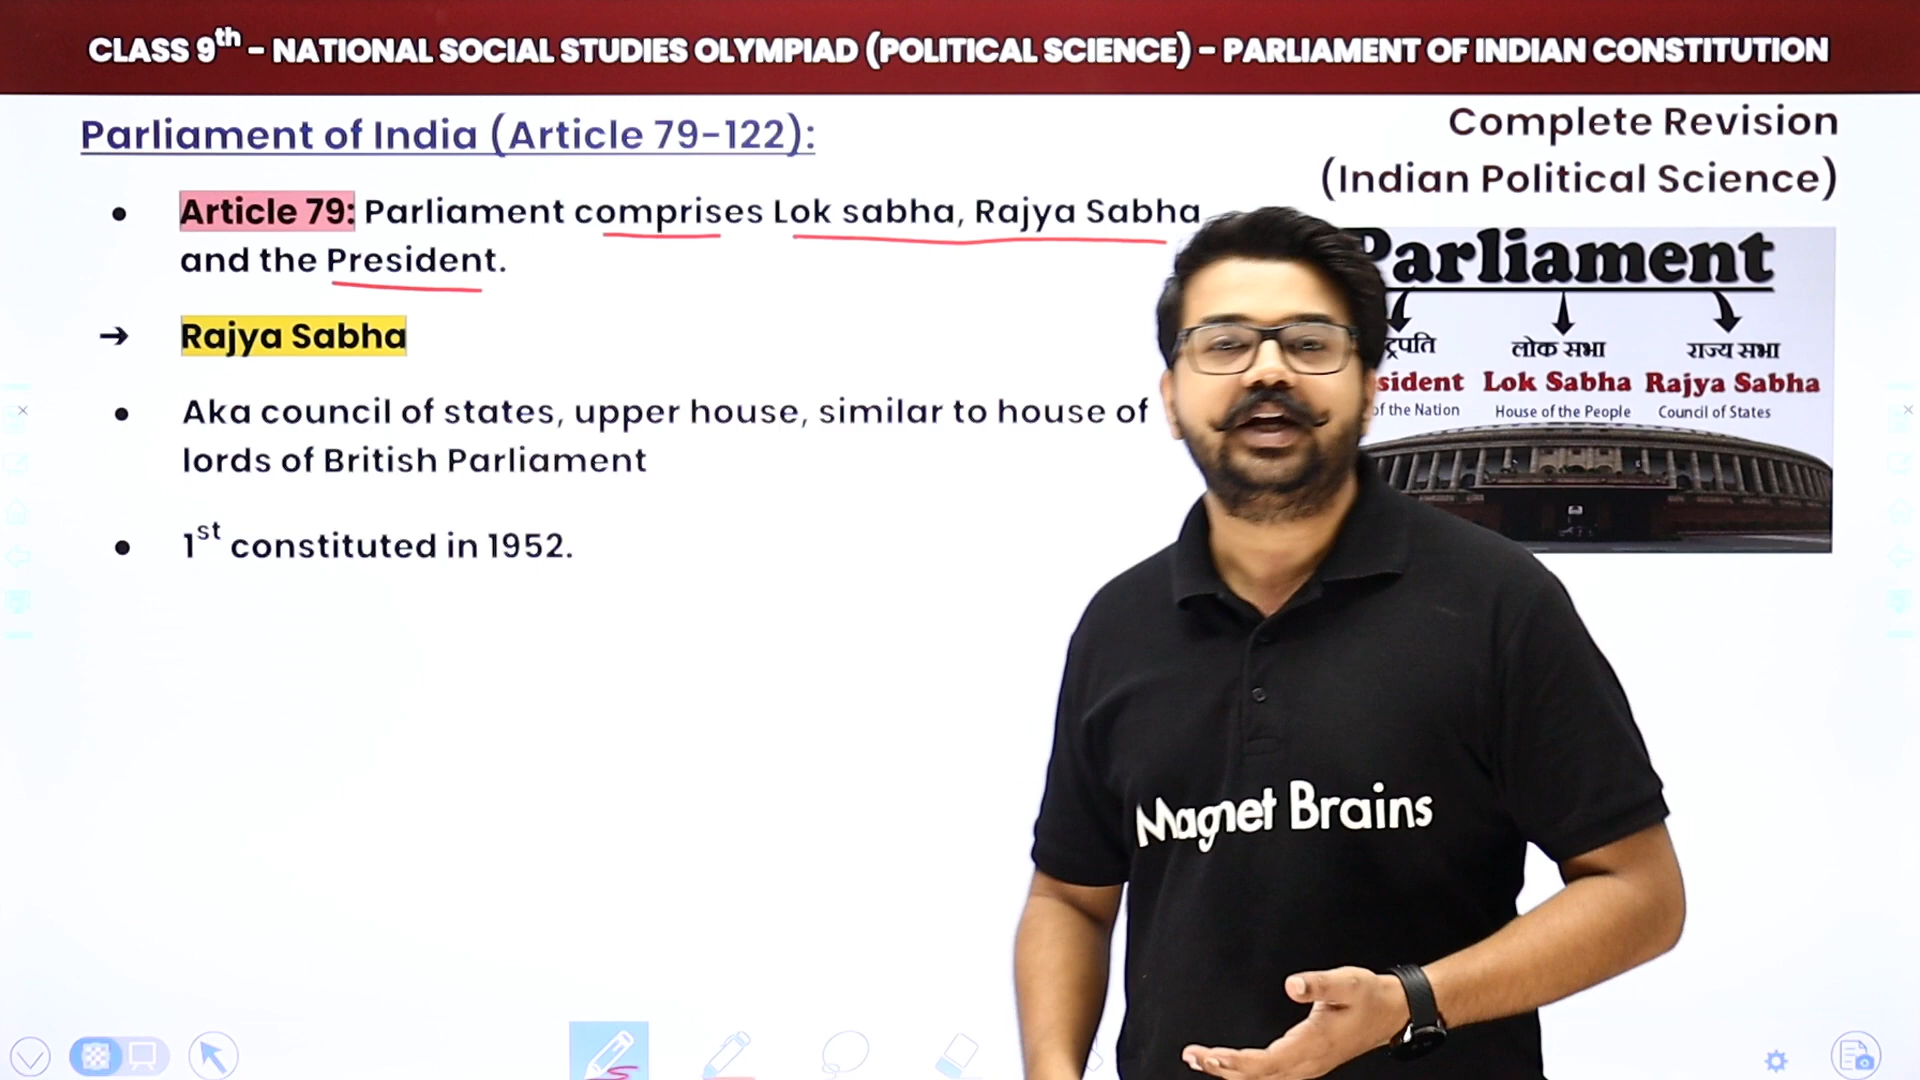 CLASS 9th - NATIONAL SOCIAL STUDIES OLYMPIAD (POLITICAL SCIENCE) - PARLIAMENT OF INDIAN CONSTITUTION
Parliament of India (Article 79-122):
Complete Revision
(Indian Political Science)
● Article 79: Parliament comprises Lok sabha, Rajya Sabha
and the President.
→ Rajya Sabha
● Aka council of states, upper house, similar to house of
lords of British Parliament
● 1st constituted in 1952.
Parliament
लोक सभा राज्य सभा
Lok Sabha Rajya Sabha
of the Nation House of the People Council of States
Magnet Brains